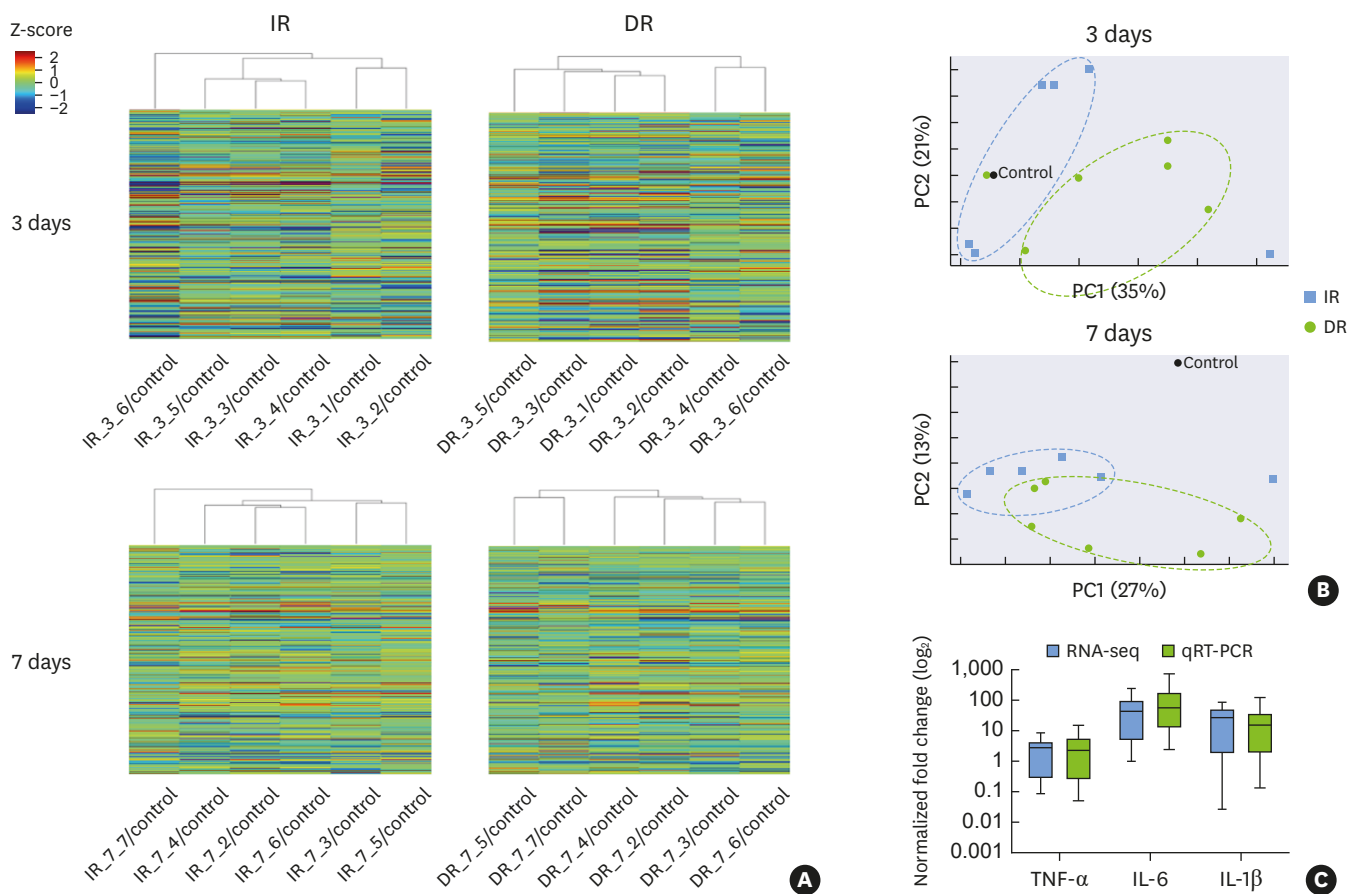 IR
DR
Z-score
2
1
0
−1
−2
3 days
IR_3_6/control
IR_3_5/control
IR_3_3/control
IR_3_4/control
IR_3_1/control
IR_3_2/control
DR_3_5/control
DR_3_3/control
DR_3_1/control
DR_3_2/control
DR_3_4/control
DR_3_6/control
7 days
IR_7_7/control
IR_7_4/control
IR_7_2/control
IR_7_6/control
IR_7_3/control
IR_7_5/control
DR_7_5/control
DR_7_7/control
DR_7_4/control
DR_7_2/control
DR_7_3/control
DR_7_6/control
A
3 days
PC2 (21%)
Control
PC1 (35%)
IR
DR
7 days
Control
PC2 (13%)
PC1 (27%)
B
RNA-seq
qRT-PCR
Normalized fold change (log₂)
1,000
100
10
1
0.1
0.01
0.001
TNF-α
IL-6
IL-1β
C